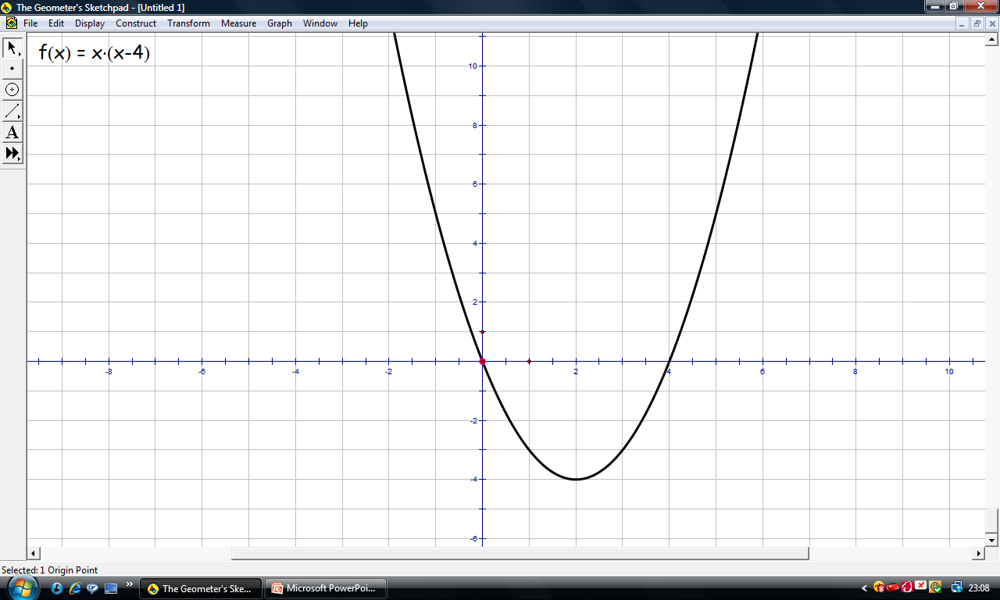 The Geometer's Sketchpad - [Untitled 1]
File Edit Display Construct Transform Measure Graph Window Help
f(x) = x·(x-4)
A
10
8
6
4
2
-8 -6 -4 -2 2 4 6 8 10
-2
-4
-6
Selected: 1 Origin Point
The Geometer's Ske... Microsoft PowerPoi... 23:08